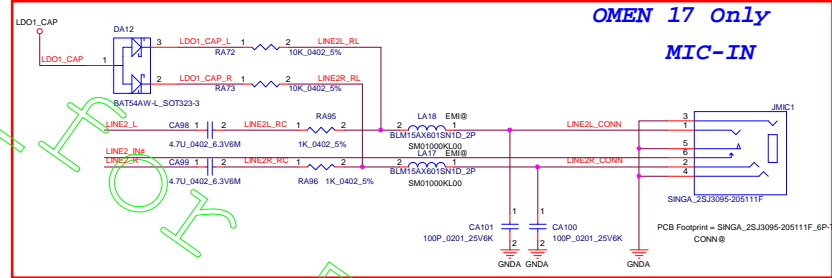 OMEN 17 Only
MIC-IN
LDO1_CAP
DA12
LDO1_CAP
1
3
LDO1_CAP_L
1
2
LINE2L_RL
RA72
10K_0402_5%
2
LDO1_CAP_R
1
2
LINE2R_RL
RA73
10K_0402_5%
BAT54AW-L_SOT323-3
LINE2_L
CA98
1
2
LINE2L_RC
1
RA95
2
4.7U_0402_6.3V6M
1K_0402_5%
LINE2_IN#
CA99
1
2
LINE2R_RC
1
2
4.7U_0402_6.3V6M
RA96
1K_0402_5%
LA18
EMI@
2
1
BLM15AX601SN1D_2P
SM01000KL00
LA17
EMI@
2
1
BLM15AX601SN1D_2P
SM01000KL00
LINE2L_CONN
LINE2R_CONN
JMIC1
3
1
5
6
2
4
SINGA_2SJ3095-205111F
CA101
100P_0201_25V6K
1
2
GNDA
CA100
100P_0201_25V6K
1
2
GNDA
GNDA
PCB Footprint = SINGA_2SJ3095-205111F_6P-T
CONN@
For